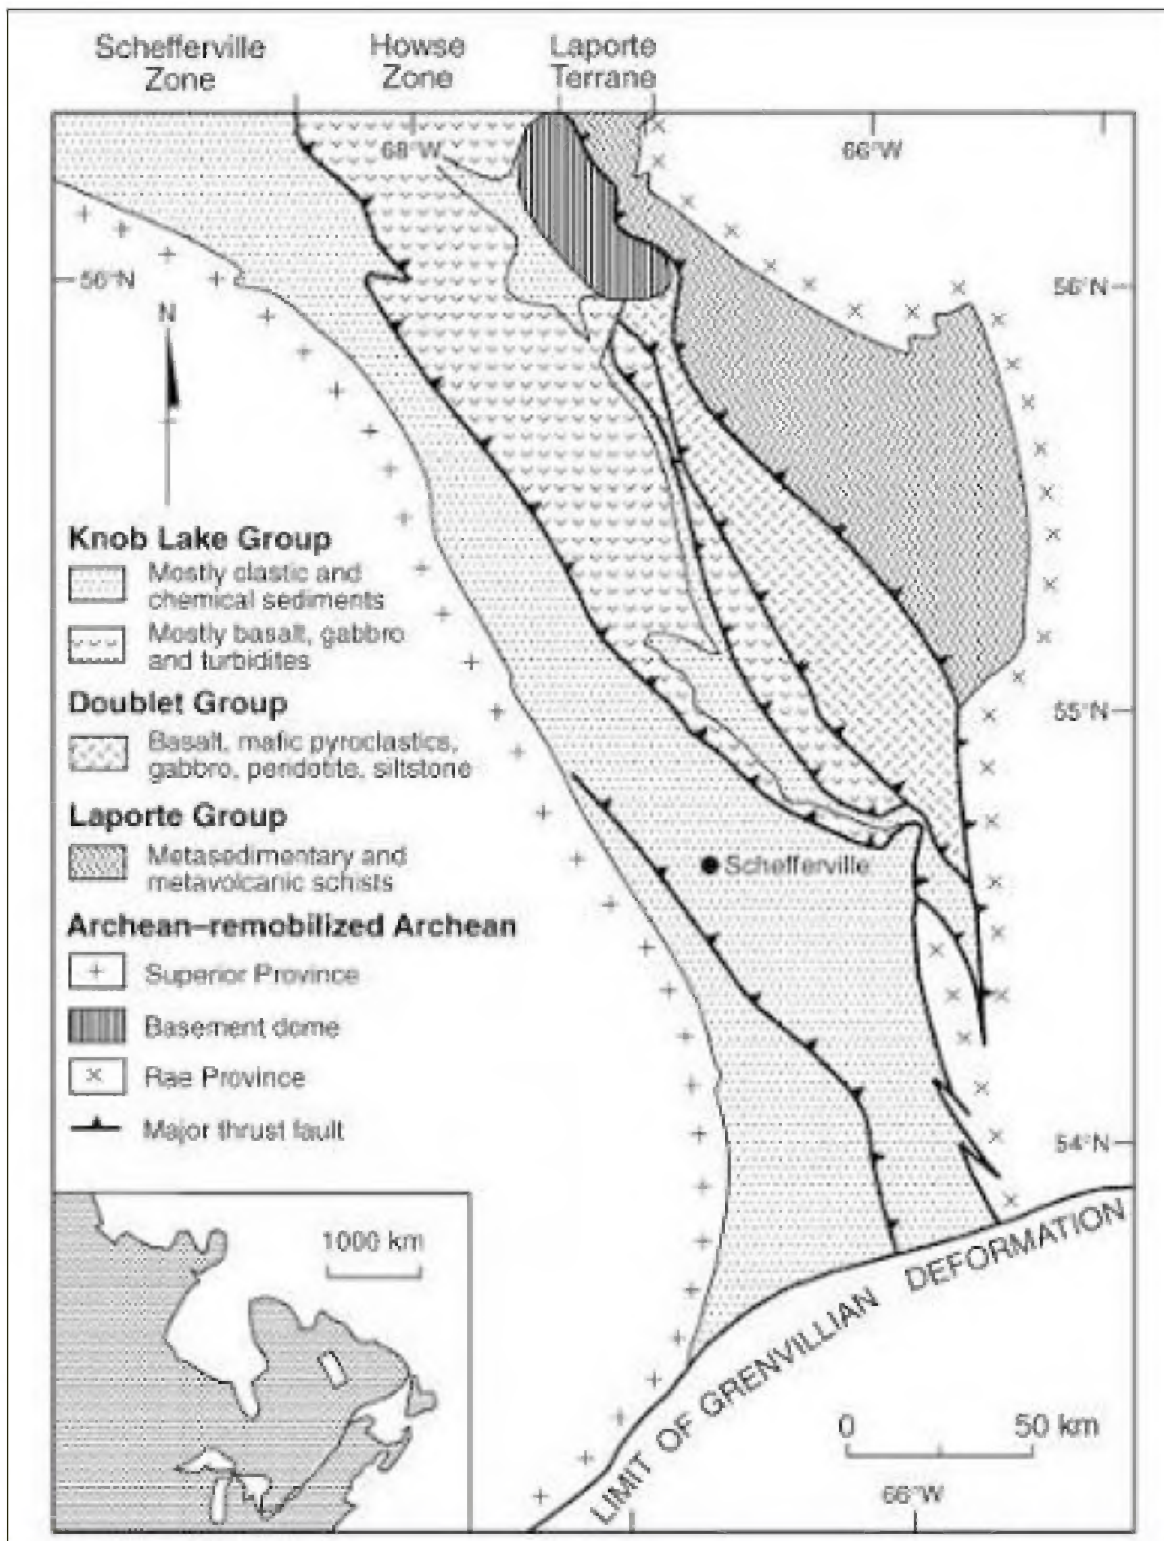 Schefferville
Zone
Howse
Zone
Laporte
Terrane
68°W
66°W
56°N
56°N
N
Knob Lake Group
Mostly clastic and
chemical sediments
Mostly basalt, gabbro
and turbidites
Doublet Group
Basalt, mafic pyroclastics,
gabbro, peridotite, siltstone
Laporte Group
Metasedimentary and
metavolcanic schists
Archean–remobilized Archean
Superior Province
Basement dome
Rae Province
Major thrust fault
55°N
Schefferville
54°N
1000 km
LIMIT OF GRENVILLIAN DEFORMATION
0 50 km
66°W